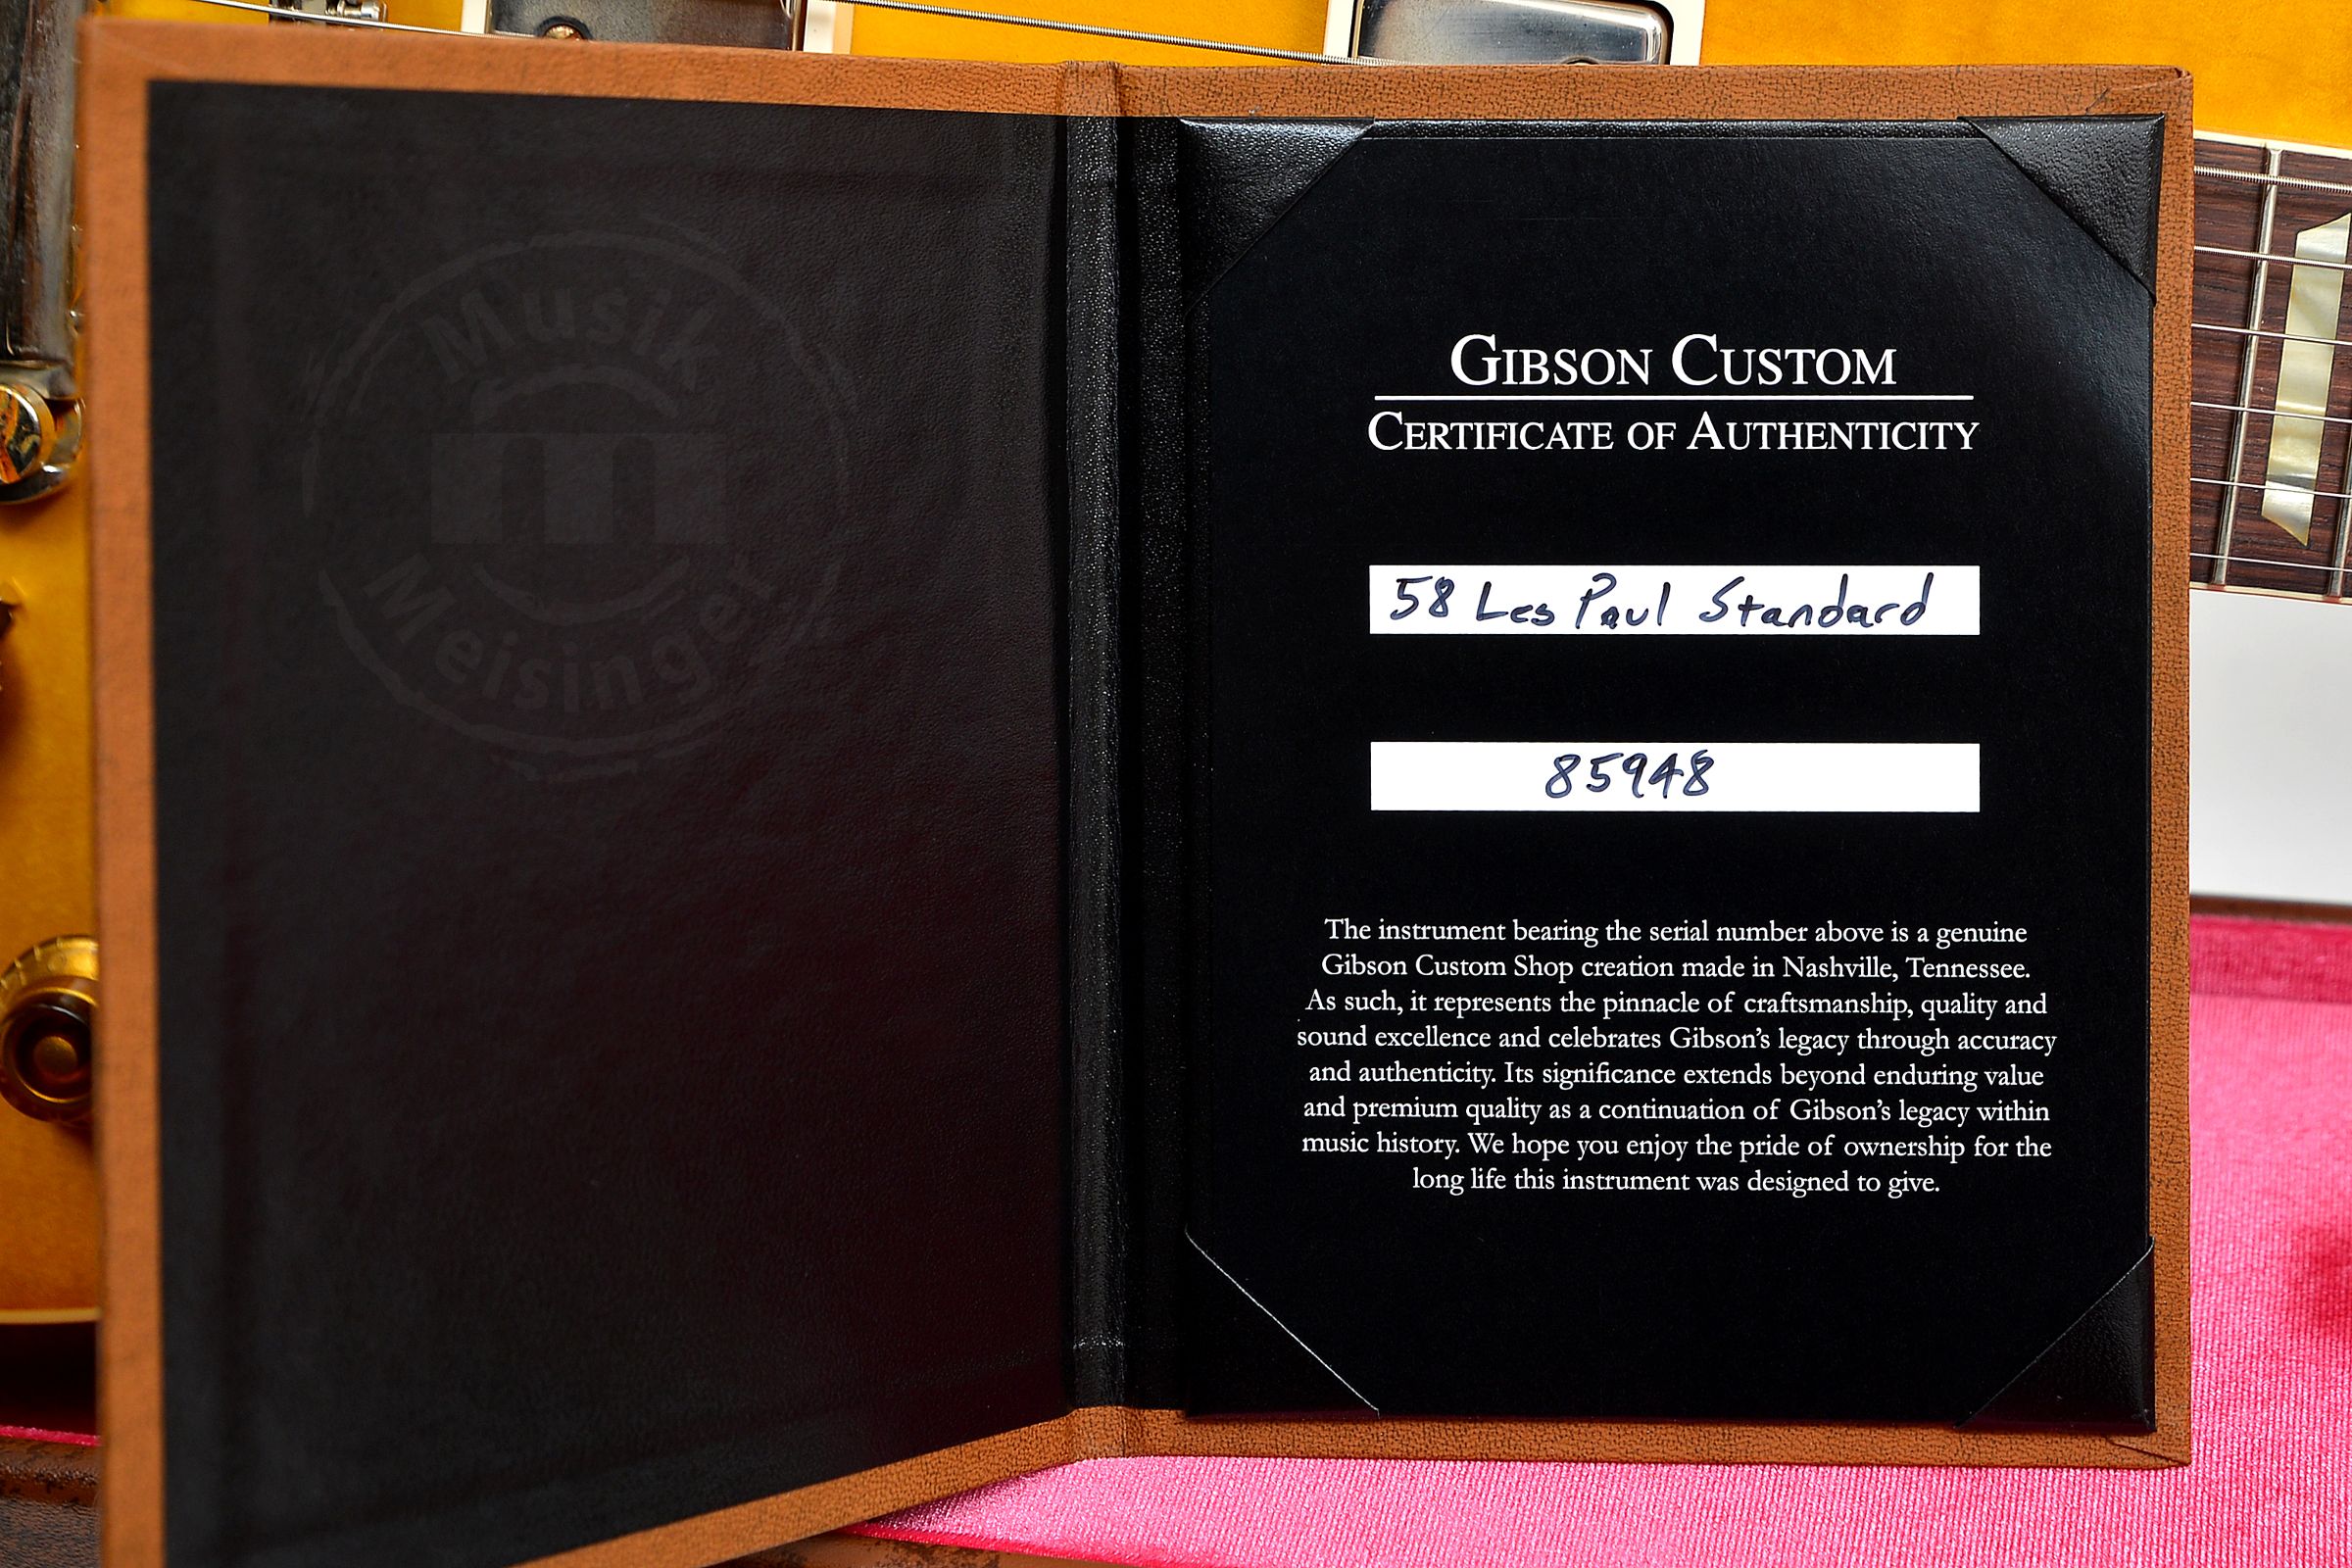 Musik
m
Meisinger
GIBSON CUSTOM
CERTIFICATE OF AUTHENTICITY
58 Les Paul Standard
85948
The instrument bearing the serial number above is a genuine
Gibson Custom Shop creation made in Nashville, Tennessee.
As such, it represents the pinnacle of craftsmanship, quality and
sound excellence and celebrates Gibson's legacy through accuracy
and authenticity. Its significance extends beyond enduring value
and premium quality as a continuation of Gibson's legacy within
music history. We hope you enjoy the pride of ownership for the
long life this instrument was designed to give.